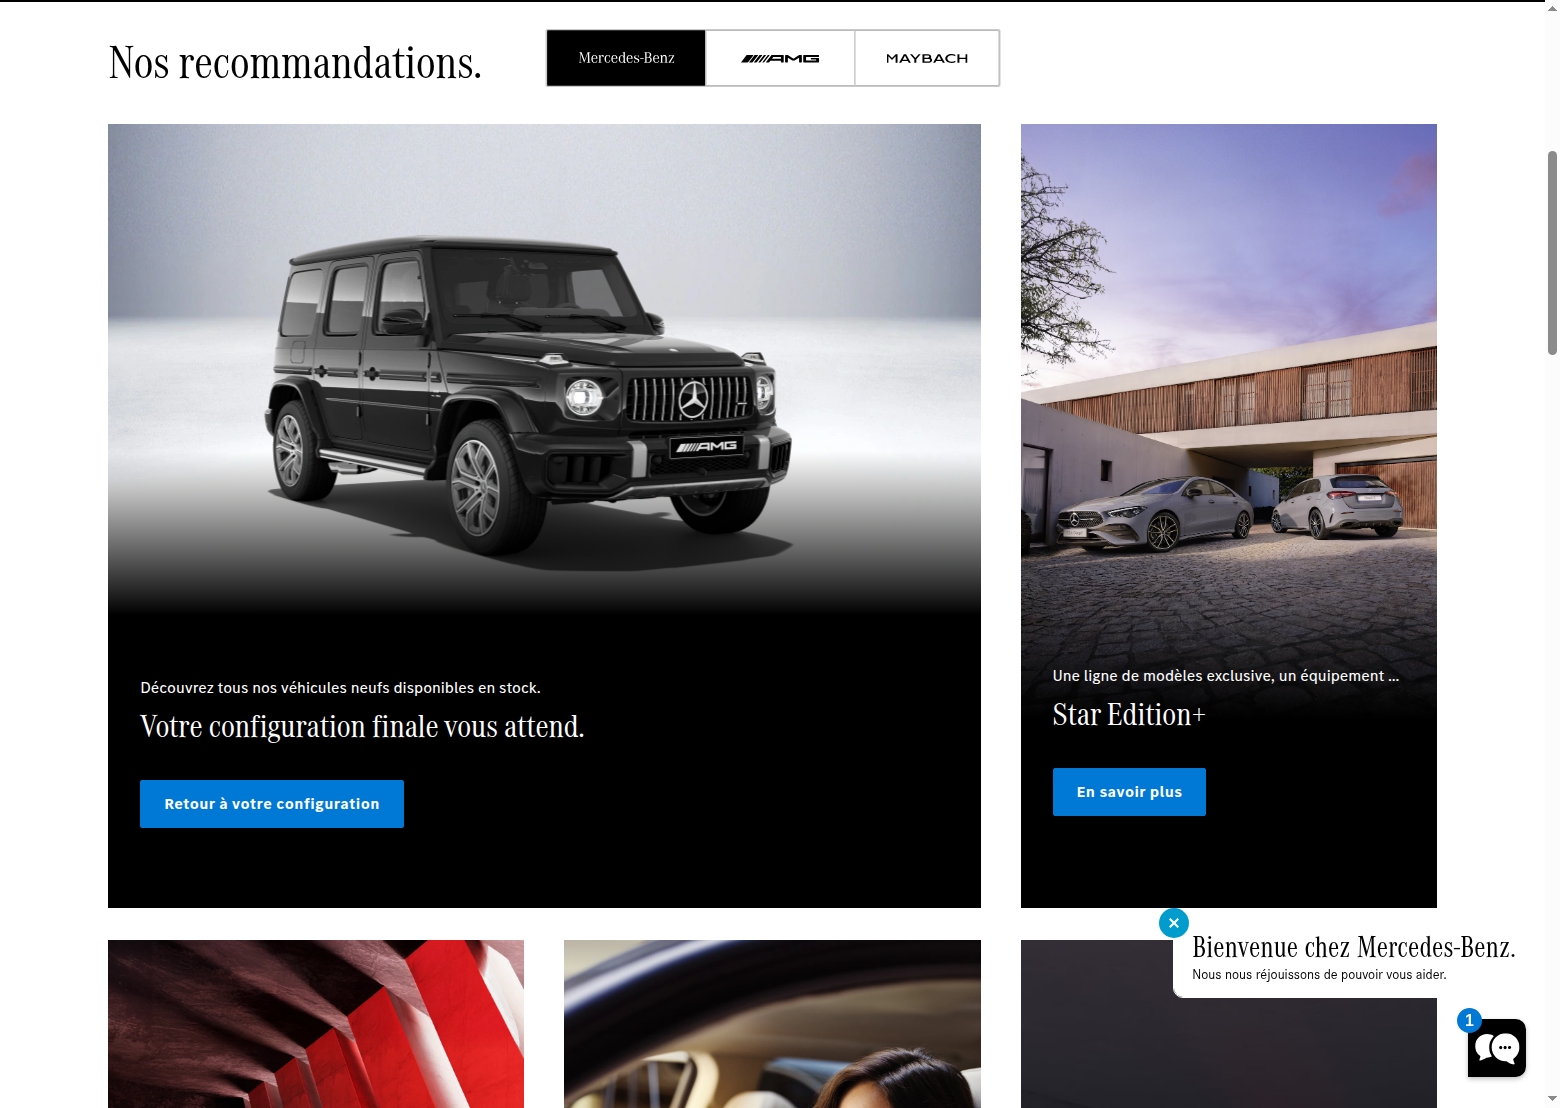 Nos recommandations.
Mercedes-Benz
AMG
MAYBACH
AMG
Découvrez tous nos véhicules neufs disponibles en stock.
Votre configuration finale vous attend.
Retour à votre configuration
Une ligne de modèles exclusive, un équipement ...
Star Edition+
En savoir plus
Bienvenue chez Mercedes-Benz.
Nous nous réjouissons de pouvoir vous aider.
1